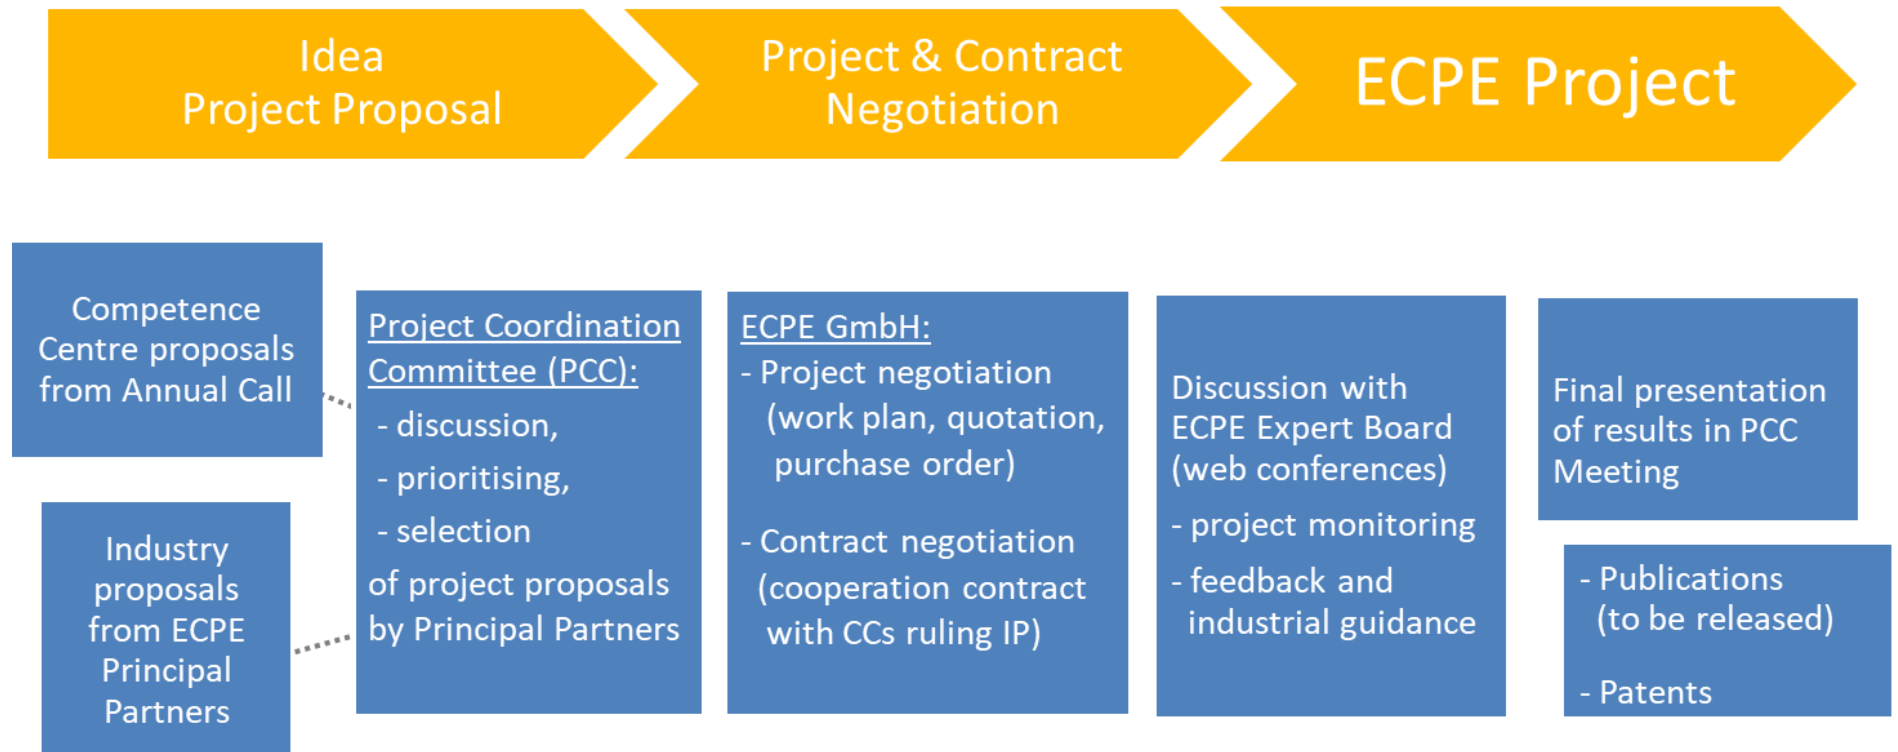 Idea
Project Proposal
Project & Contract
Negotiation
ECPE Project
Competence
Centre proposals
from Annual Call
Industry
proposals
from ECPE
Principal
Partners
Project Coordination
Committee (PCC):
- discussion,
- prioritising,
- selection
of project proposals
by Principal Partners
ECPE GmbH:
- Project negotiation
(work plan, quotation,
purchase order)
- Contract negotiation
(cooperation contract
with CCs ruling IP)
Discussion with
ECPE Expert Board
(web conferences)
- project monitoring
- feedback and
industrial guidance
Final presentation
of results in PCC
Meeting
- Publications
(to be released)
- Patents